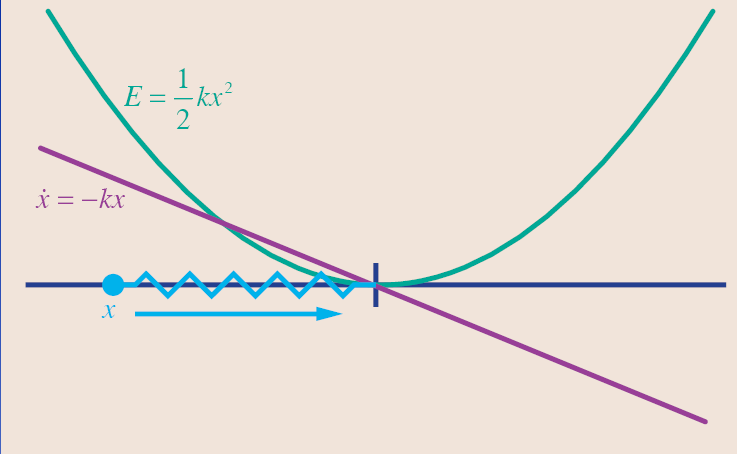 E = 1/2 kx²
ẋ = −kx
x